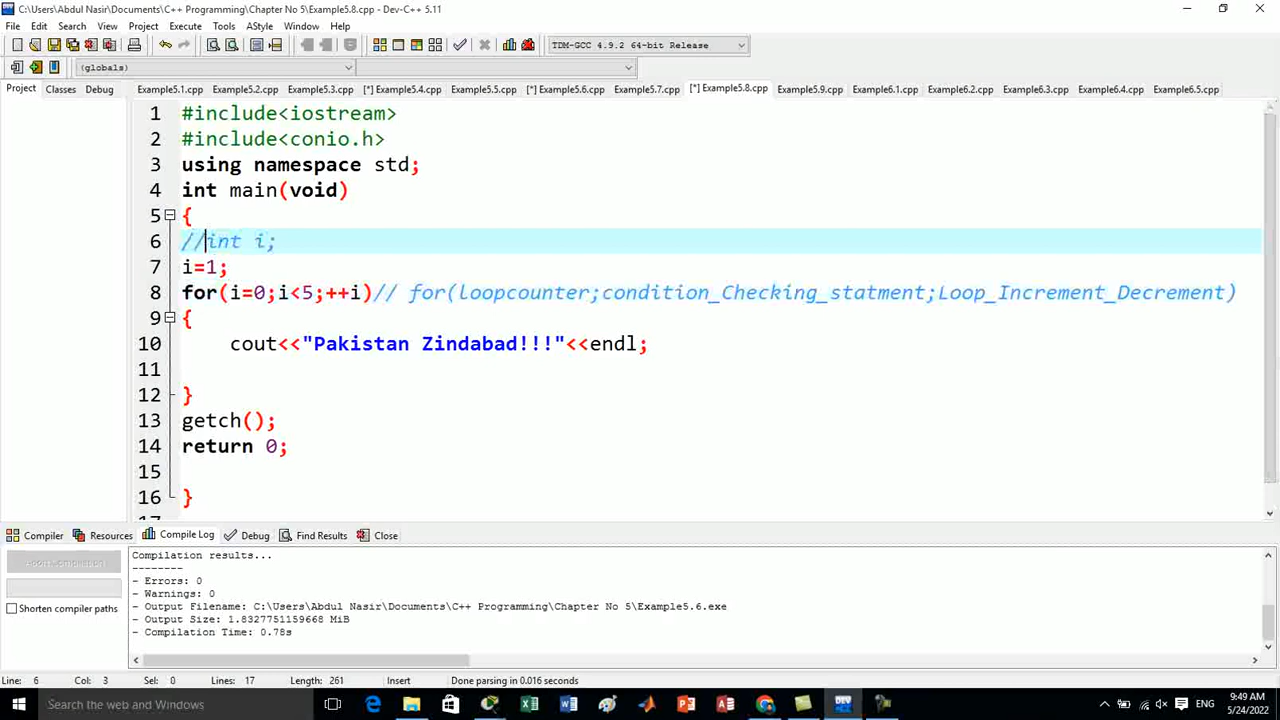 C:\Users\Abdul Nasir\Documents\C++ Programming\Chapter No 5\Example5.8.cpp - Dev-C++ 5.11
File Edit Search View Project Execute Tools AStyle Window Help
TDM-GCC 4.9.2 64-bit Release
(globals)
Project Classes Debug Example5.1.cpp Example5.2.cpp Example5.3.cpp [*] Example5.4.cpp Example5.5.cpp [*] Example5.6.cpp Example5.7.cpp [*] Example5.8.cpp Example5.9.cpp Example6.1.cpp Example6.2.cpp Example6.3.cpp Example6.4.cpp Example6.5.cpp
1 #include<iostream>
2 #include<conio.h>
3 using namespace std;
4 int main(void)
5 {
6 //int i;
7 i=1;
8 for(i=0;i<5;++i)// for(loopcounter;condition_Checking_statment;Loop_Increment_Decrement)
9 {
10 cout<<"Pakistan Zindabad!!!"<<endl;
11
12 }
13 getch();
14 return 0;
15
16 }
17
Compiler Resources Compile Log Debug Find Results Close
Abort Compilation
Shorten compiler paths
Compilation results...
--------
- Errors: 0
- Warnings: 0
- Output Filename: C:\Users\Abdul Nasir\Documents\C++ Programming\Chapter No 5\Example5.6.exe
- Output Size: 1.8327751159668 MiB
- Compilation Time: 0.78s
Line: 6 Col: 3 Sel: 0 Lines: 17 Length: 261 Insert Done parsing in 0.016 seconds
Search the web and Windows
DEV
ENG
9:49 AM
5/24/2022